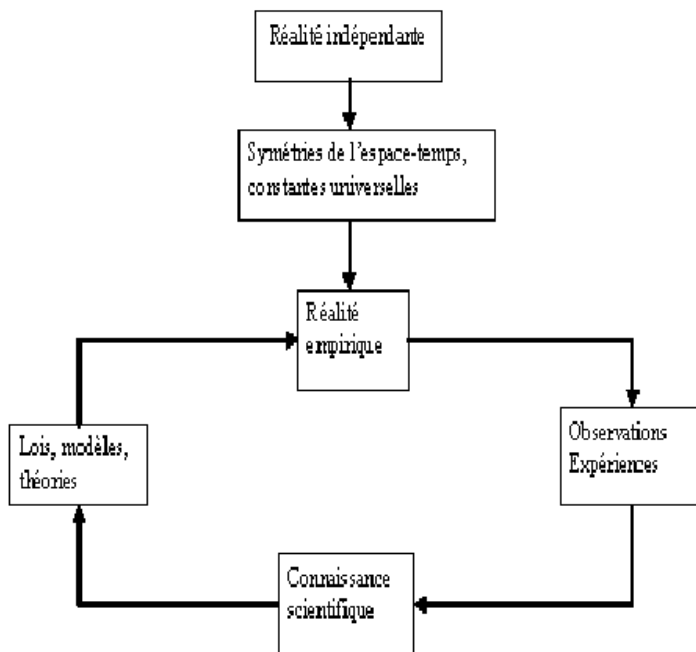 Réalité indépendante
Symétries de l'espace-temps,
constantes universelles
Réalité
empirique
Lois, modèles,
théories
Observations
Expériences
Connaissance
scientifique